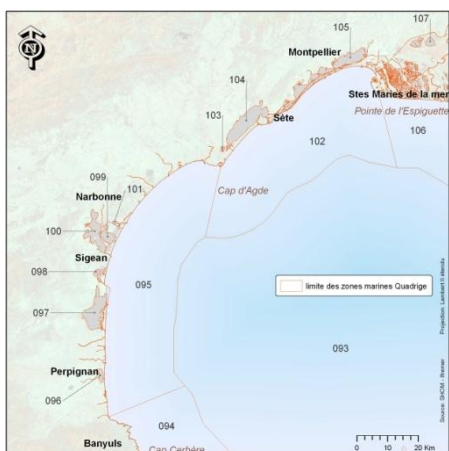 N
107
105
Montpellier
104
Stes Maries de la mer
Pointe de l'Espiguette
103
Sète
106
102
099
Narbonne
101
Cap d'Agde
100
Sigean
098
095
limite des zones marines Quadrige
097
093
Perpignan
096
094
Banyuls
Cap Cerbère
0 10 20 Km
Projection: Lambert II étendu
Source: SHOM - Ifremer